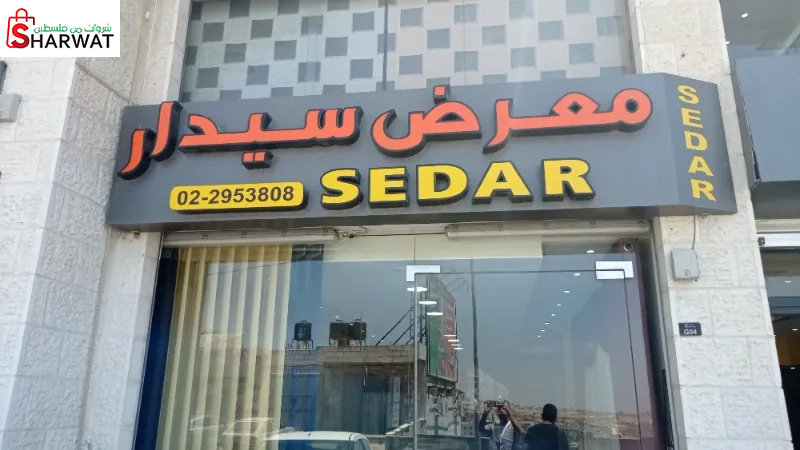 شروات من فلسطين
SHARWAT
معرض سيدار
SEDAR
02-2953808
SEDAR
G04